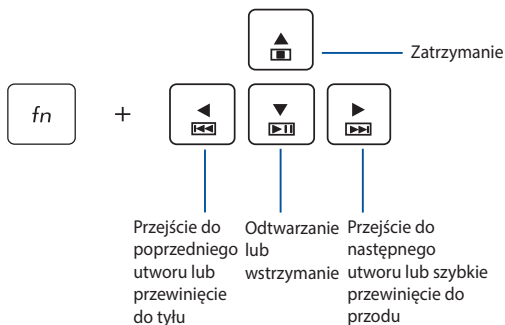 Zatrzymanie
fn
+
Przejście do
poprzedniego
utworu lub
przewinięcie
do tyłu
Odtwarzanie
lub
wstrzymanie
Przejście do
następnego
utworu lub szybkie
przewinięcie do
przodu